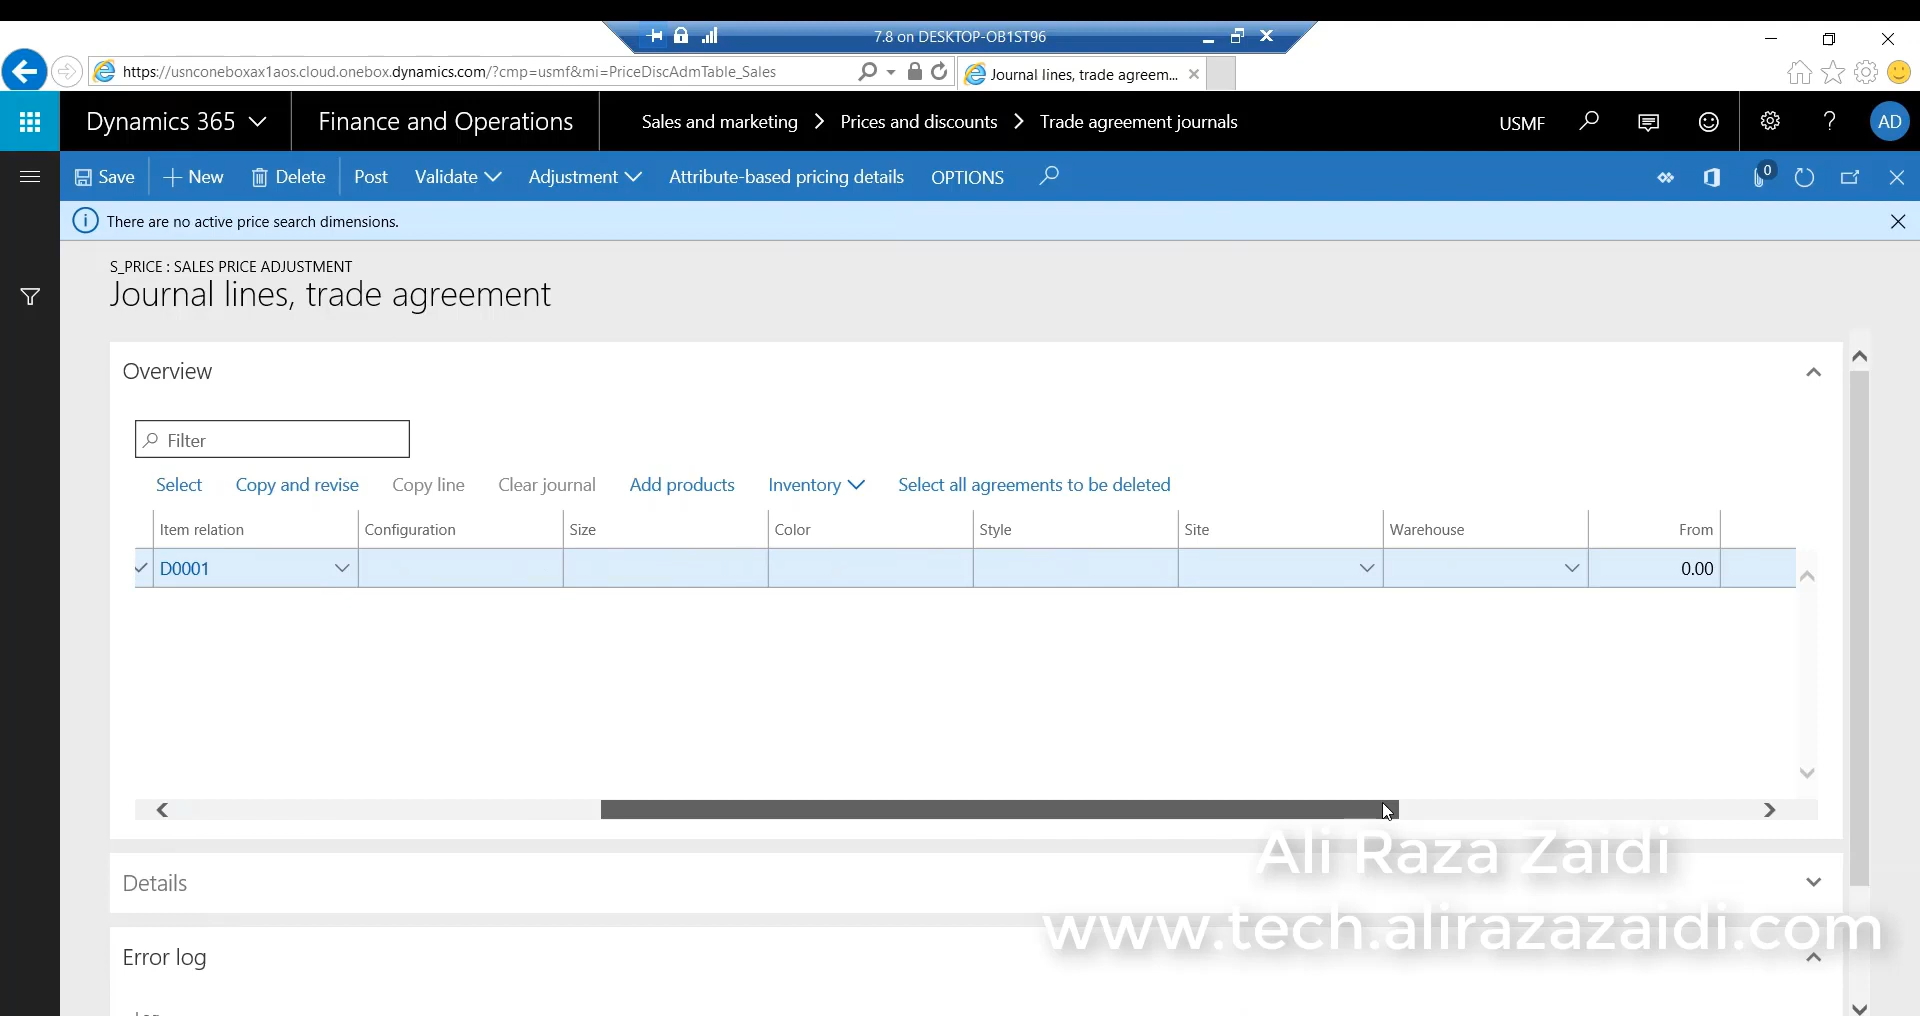 7.8 on DESKTOP-OB1ST96
https://usnconeboxax1aos.cloud.onebox.dynamics.com/?cmp=usmf&mi=PriceDiscAdmTable_Sales
Journal lines, trade agreem...
Dynamics 365
Finance and Operations
Sales and marketing > Prices and discounts > Trade agreement journals
USMF
AD
Save
New
Delete
Post
Validate
Adjustment
Attribute-based pricing details
OPTIONS
0
There are no active price search dimensions.
S_PRICE : SALES PRICE ADJUSTMENT
Journal lines, trade agreement
Overview
Filter
Select
Copy and revise
Copy line
Clear journal
Add products
Inventory
Select all agreements to be deleted
Item relation Configuration Size Color Style Site Warehouse From
D0001 0.00
Ali Raza Zaidi
Details
www.tech.alirazazaidi.com
Error log